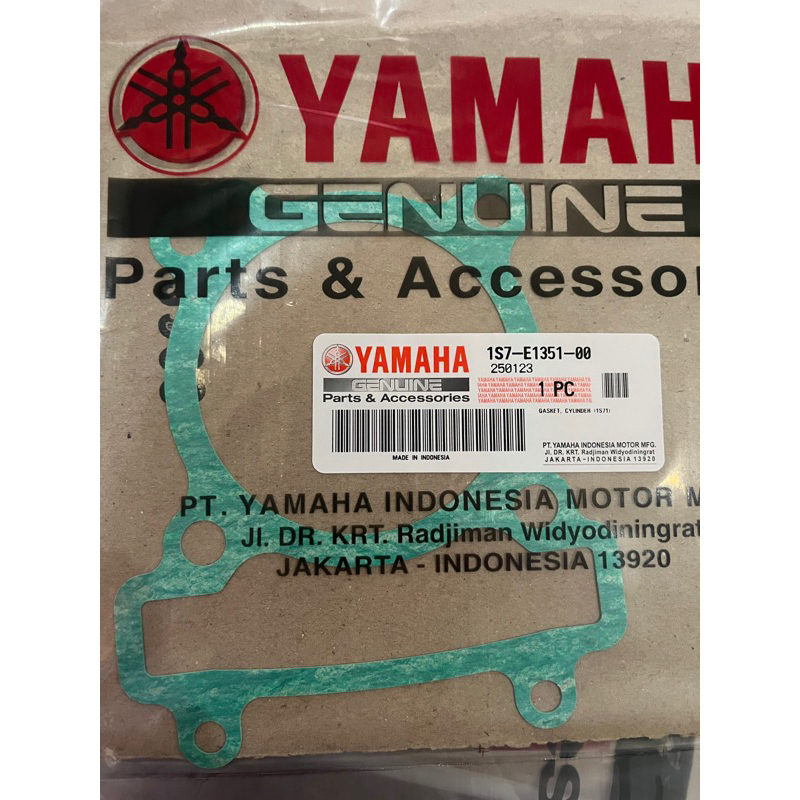 YAMAH
GENUINE
Parts & Accessor
YAMAHA
GENUINE
Parts & Accessories
1S7-E1351-00
250123
1 PC
GASKET, CYLINDER (1S71)
MADE IN INDONESIA
PT. YAMAHA INDONESIA MOTOR MFG.
Jl. DR. KRT. Radjiman Widyodiningrat
JAKARTA - INDONESIA 13920
PT. YAMAHA INDONESIA MOTOR M
Jl. DR. KRT. Radjiman Widyodiningrat
JAKARTA - INDONESIA 13920